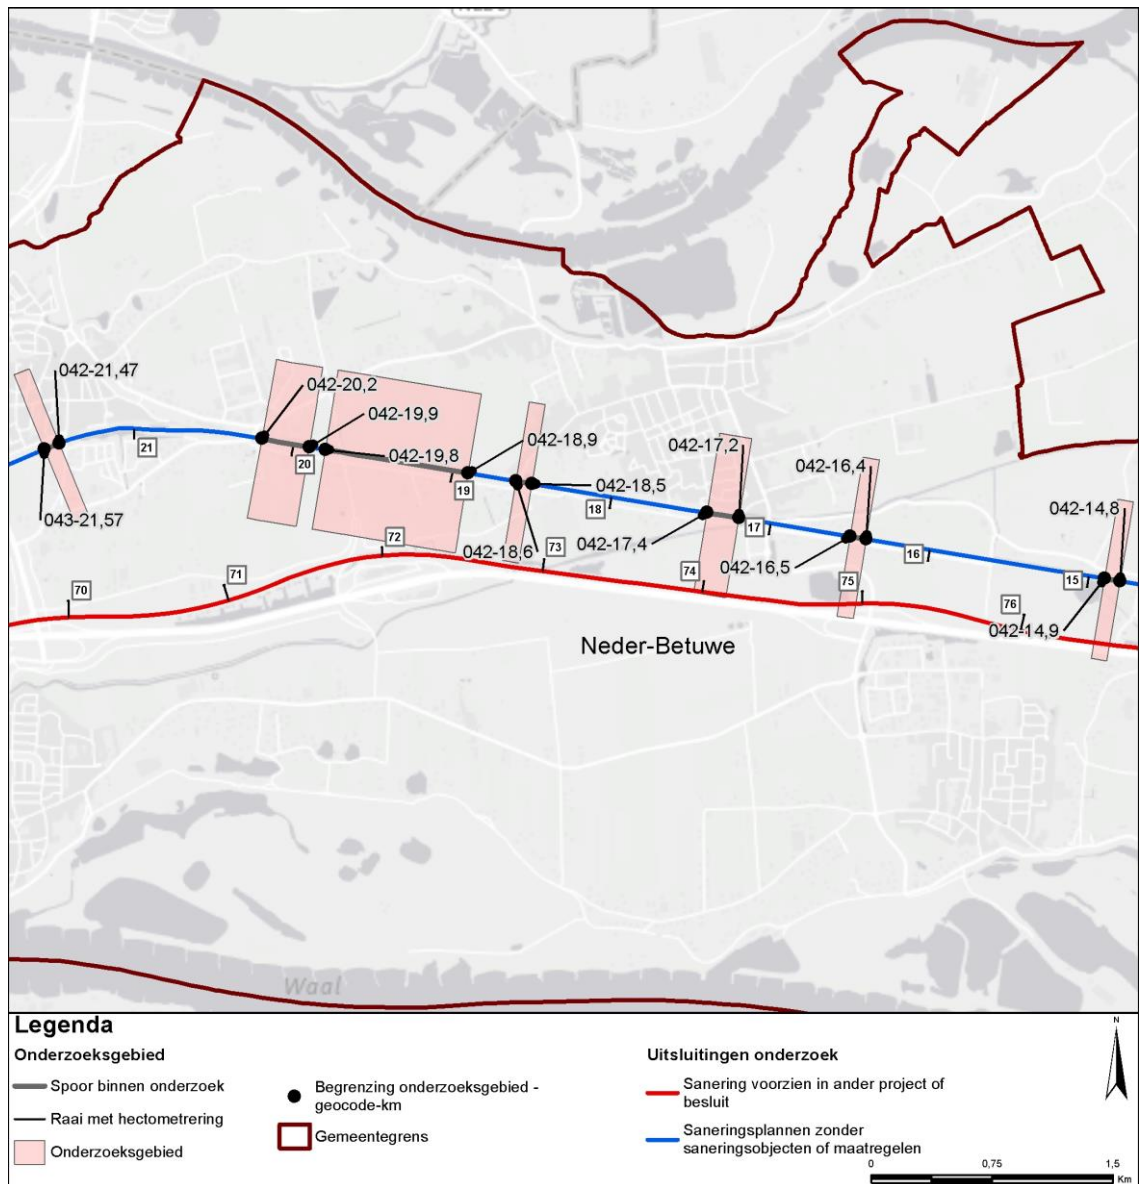 042-21,47
042-20,2
042-19,9
042-19,8
042-18,9
042-17,2
042-16,4
21
20
19
042-18,5
18
042-14,8
043-21,57
042-18,6
042-17,4
17
042-16,5
16
72
73
71
74
75
15
70
76
042-14,9
Neder-Betuwe
Waal
Legenda
Onderzoeksgebied
Spoor binnen onderzoek
Raai met hectometrering
Onderzoeksgebied
Begrenzing onderzoeksgebied -
geocode-km
Gemeentegrens
Uitsluitingen onderzoek
Sanering voorzien in ander project of
besluit
Saneringsplannen zonder
saneringsobjecten of maatregelen
N
0 0,75 1,5
Km